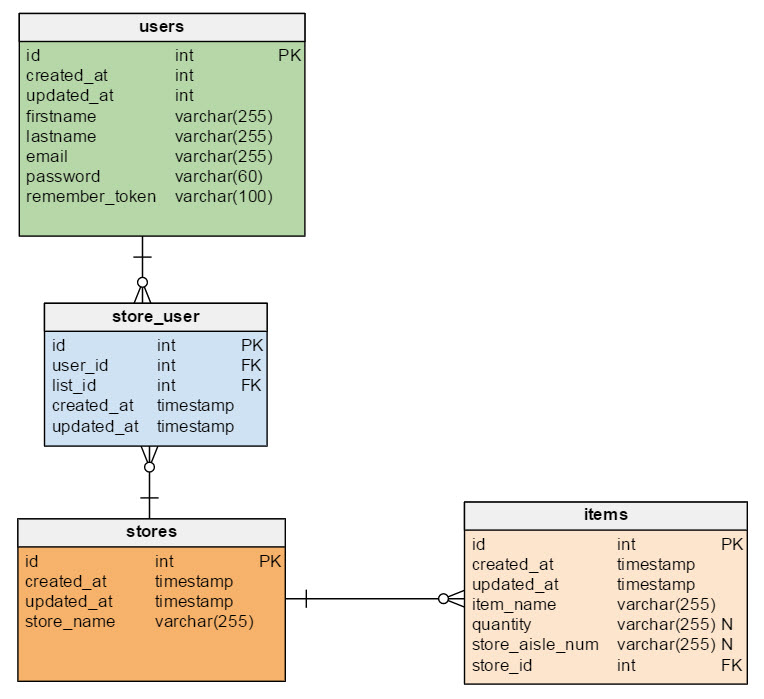 users
id int PK
created_at int
updated_at int
firstname varchar(255)
lastname varchar(255)
email varchar(255)
password varchar(60)
remember_token varchar(100)
store_user
id int PK
user_id int FK
list_id int FK
created_at timestamp
updated_at timestamp
stores
id int PK
created_at timestamp
updated_at timestamp
store_name varchar(255)
items
id int PK
created_at timestamp
updated_at timestamp
item_name varchar(255)
quantity varchar(255) N
store_aisle_num varchar(255) N
store_id int FK